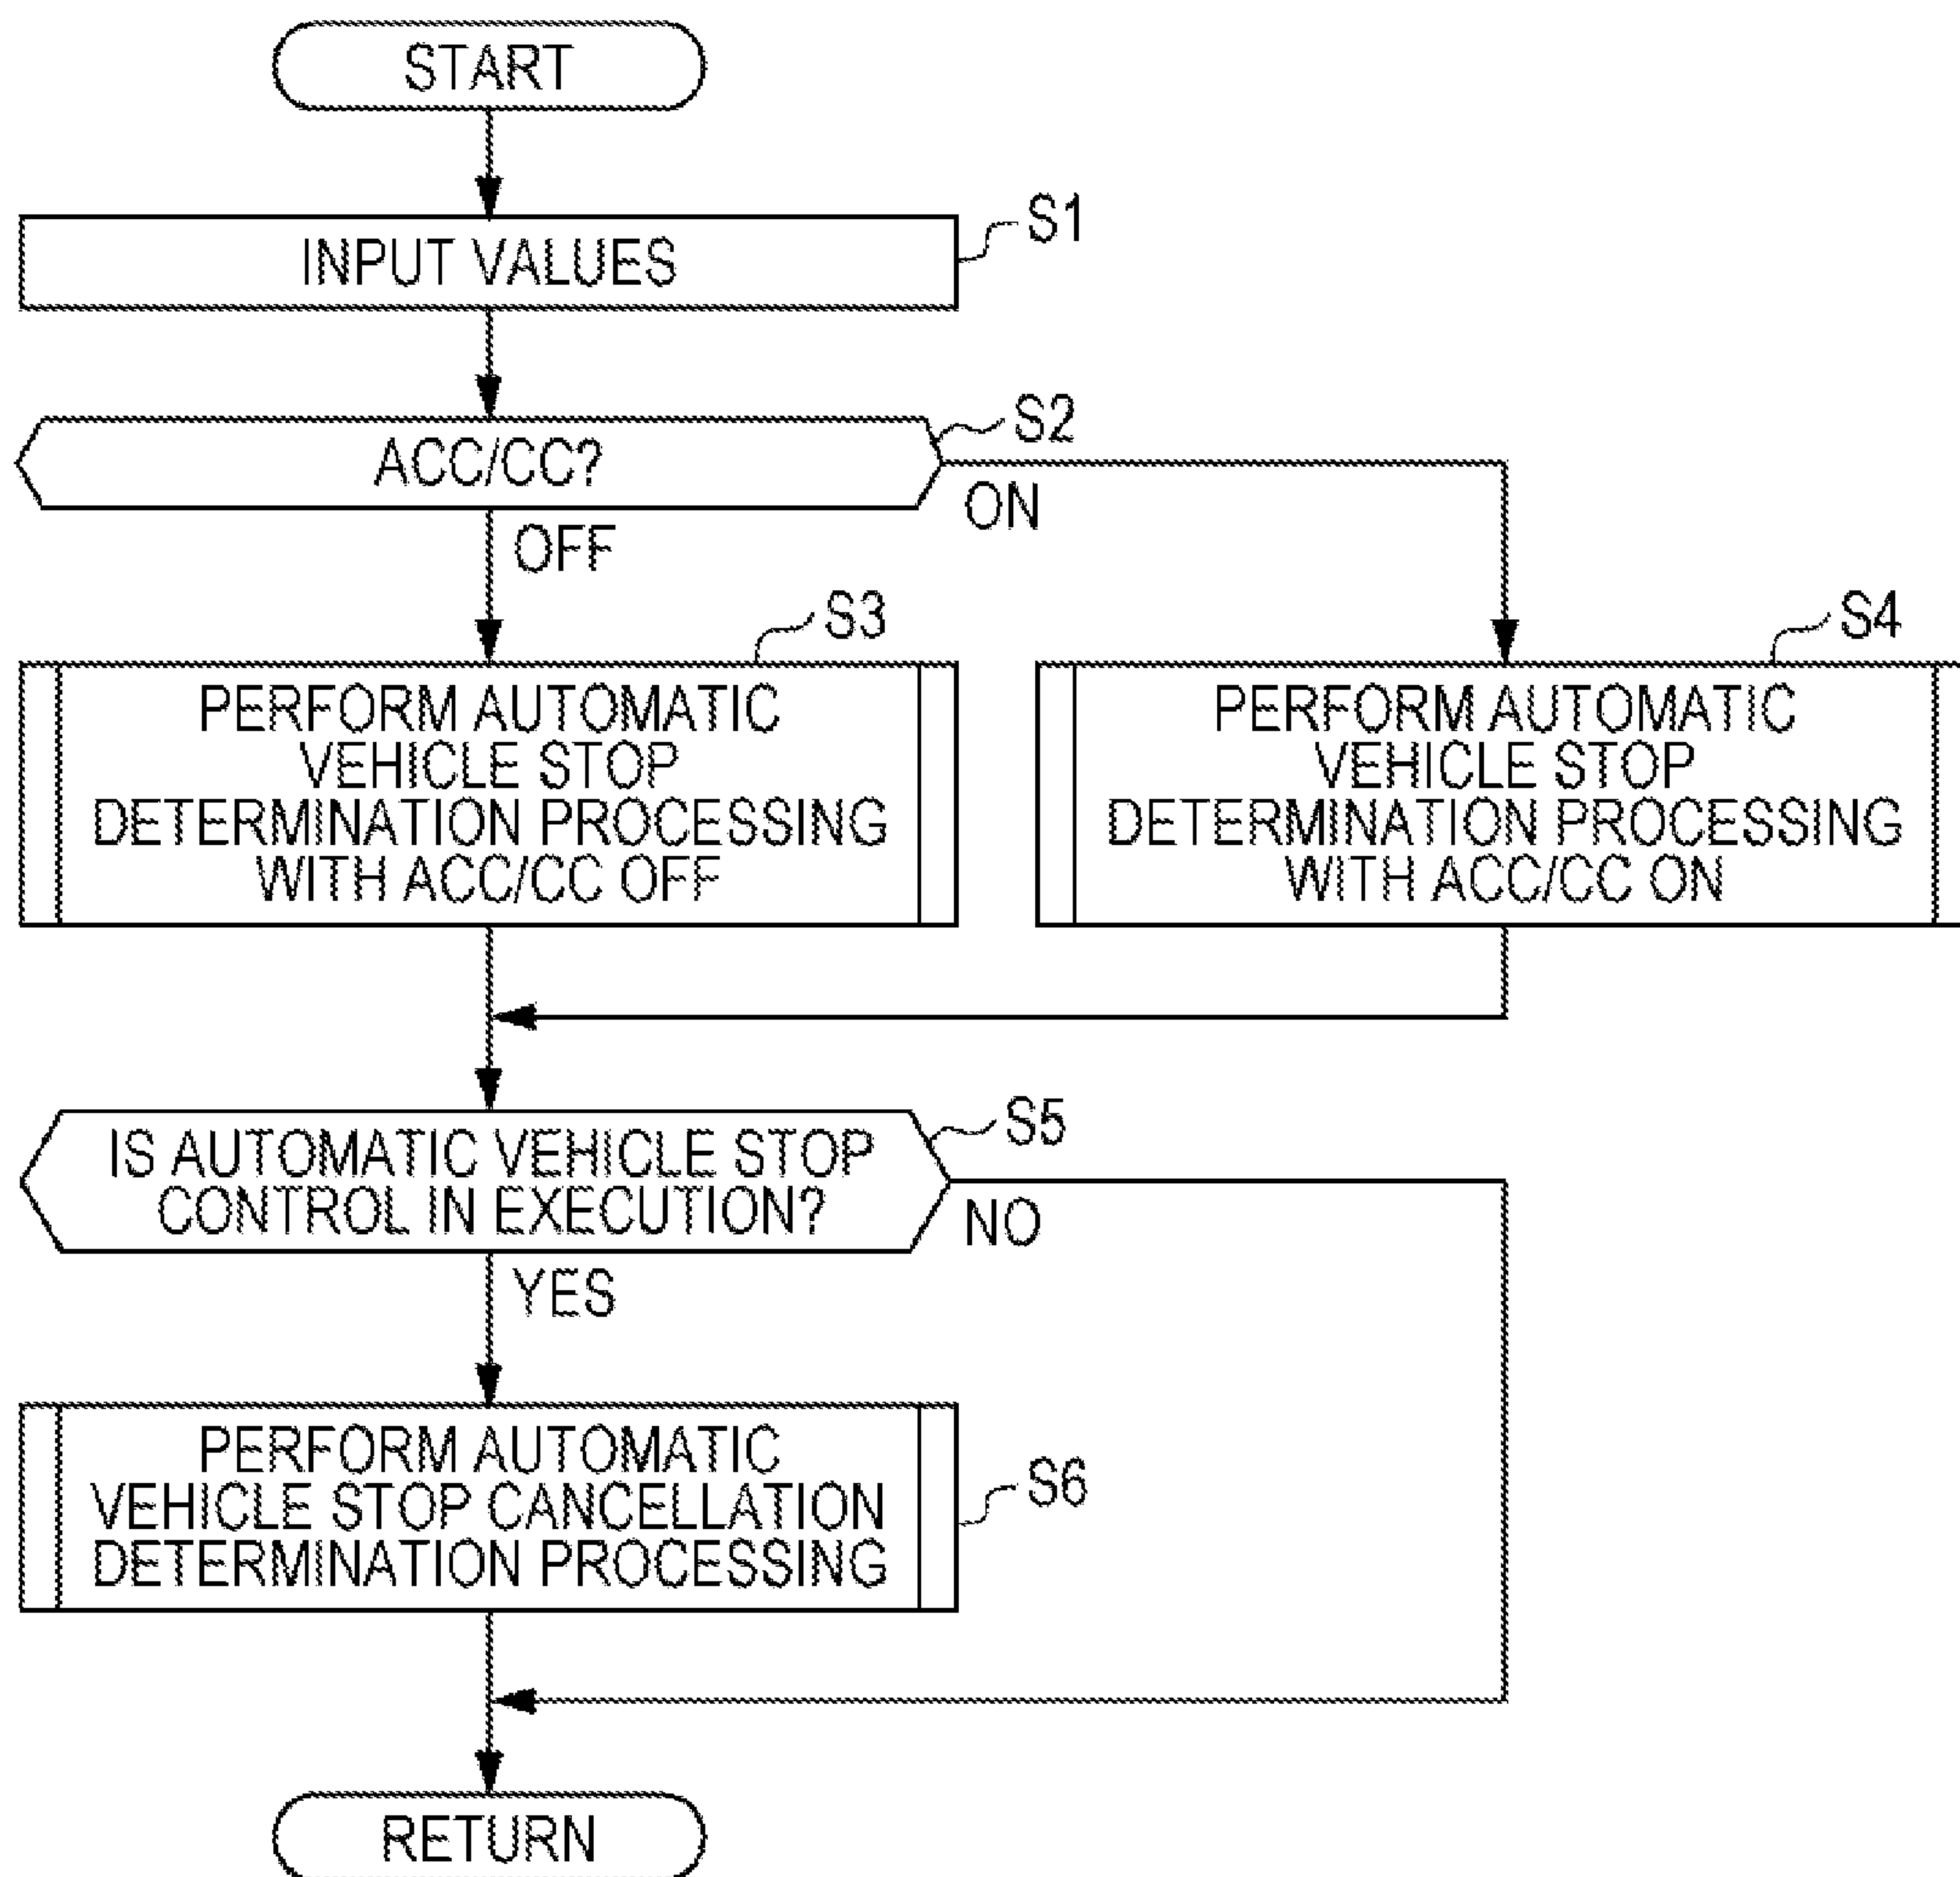 START
INPUT VALUES
S1
ACC/CC?
S2
ON
OFF
S3
PERFORM AUTOMATIC
VEHICLE STOP
DETERMINATION PROCESSING
WITH ACC/CC OFF
S4
PERFORM AUTOMATIC
VEHICLE STOP
DETERMINATION PROCESSING
WITH ACC/CC ON
IS AUTOMATIC VEHICLE STOP
CONTROL IN EXECUTION?
S5
NO
YES
PERFORM AUTOMATIC
VEHICLE STOP CANCELLATION
DETERMINATION PROCESSING
S6
RETURN